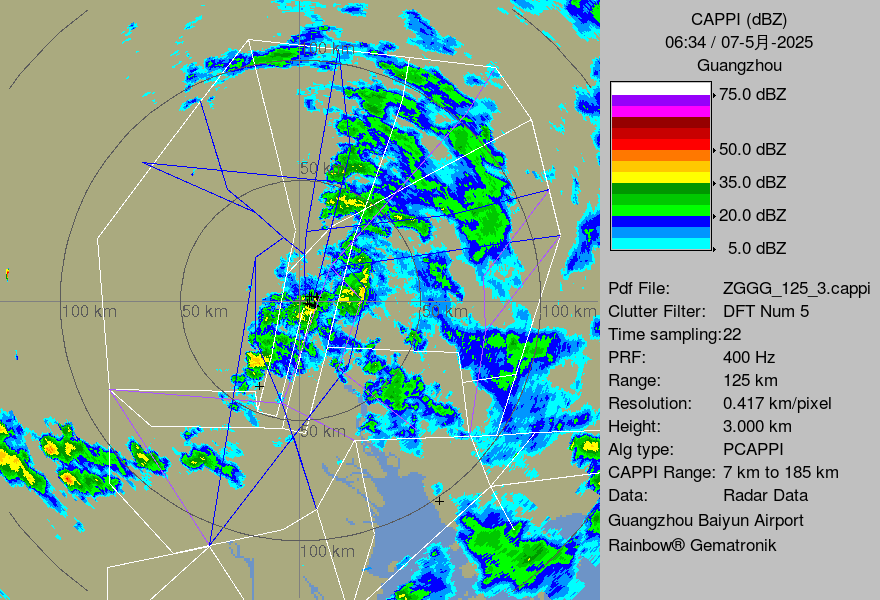 CAPPI (dBZ)
06:34 / 07-5月-2025
Guangzhou
75.0 dBZ
50.0 dBZ
35.0 dBZ
20.0 dBZ
5.0 dBZ
Pdf File: ZGGG_125_3.cappi
Clutter Filter: DFT Num 5
Time sampling:22
PRF: 400 Hz
Range: 125 km
Resolution: 0.417 km/pixel
Height: 3.000 km
Alg type: PCAPPI
CAPPI Range: 7 km to 185 km
Data: Radar Data
Guangzhou Baiyun Airport
Rainbow® Gematronik
100 km
50 km
100 km
50 km
50 km
100 km
50 km
100 km